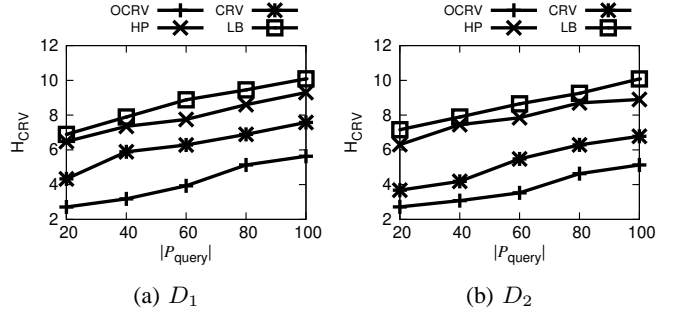 OCRV CRV
HP LB
H_CRV
12
10
8
6
4
2
20 40 60 80 100
|P_query|
(a) D_1
OCRV CRV
HP LB
H_CRV
12
10
8
6
4
2
20 40 60 80 100
|P_query|
(b) D_2